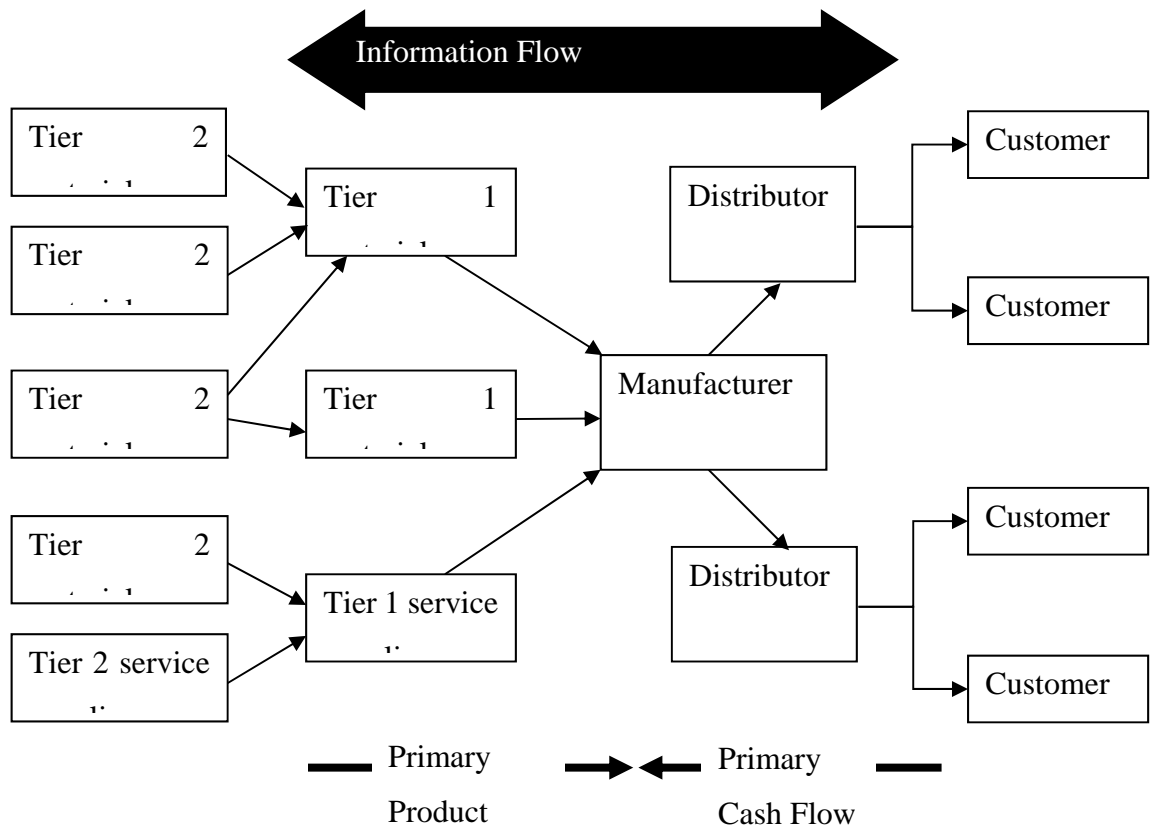 Information Flow
Tier 2
Tier 2
Tier 2
Tier 2
Tier 2 service
Tier 1
Tier 1
Tier 1 service
Manufacturer
Distributor
Distributor
Customer
Customer
Customer
Customer
Primary
Product
Primary
Cash Flow